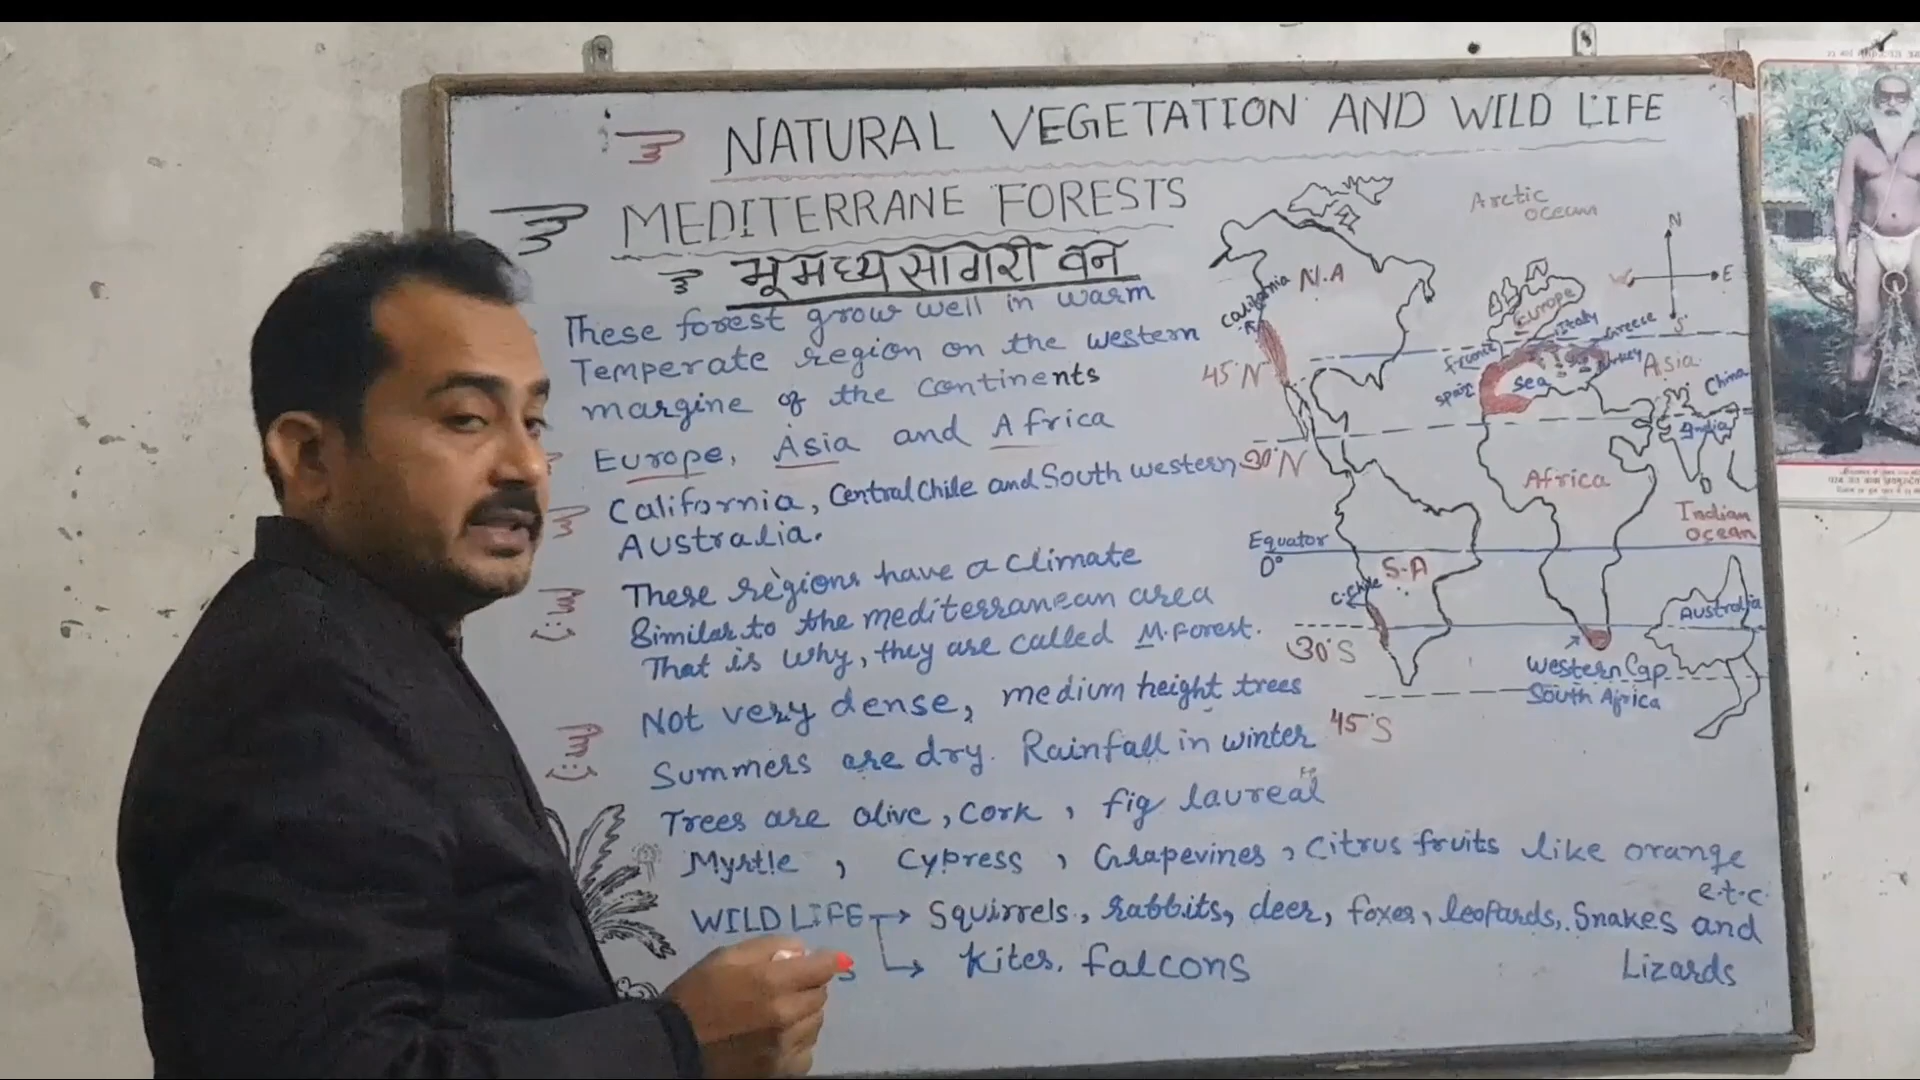 NATURAL VEGETATION AND WILD LIFE
MEDITERRANE FORESTS
भूमध्यसागरी वन
These forest grow well in warm
Temperate region on the western
margine of the continents
Europe, Asia and Africa
California, Central Chile and South western
Australia.
These regions have a climate
Similar to the mediterranean area
That is why, they are called M.Forest.
Not very dense, medium height trees
Summers are dry. Rainfall in winter
Trees are olive, cork, fig laureal
Myrtle, Cypress, Grapevines, Citrus fruits like orange
e.t.c.
WILD LIFE → Squirrels, rabbits, deer, foxes, leopards, Snakes and
Lizards
s → Kites. falcons
Arctic
ocean
N
W
E
S
California
N.A
Europe
Italy
Greese
France
Turkey
Asia
Spain
Sea
China
India
45°N
30°N
Africa
Indian
Ocean
Equator
0°
S-A
C.Chile
Australia
30°S
Western Cap
South Africa
45°S